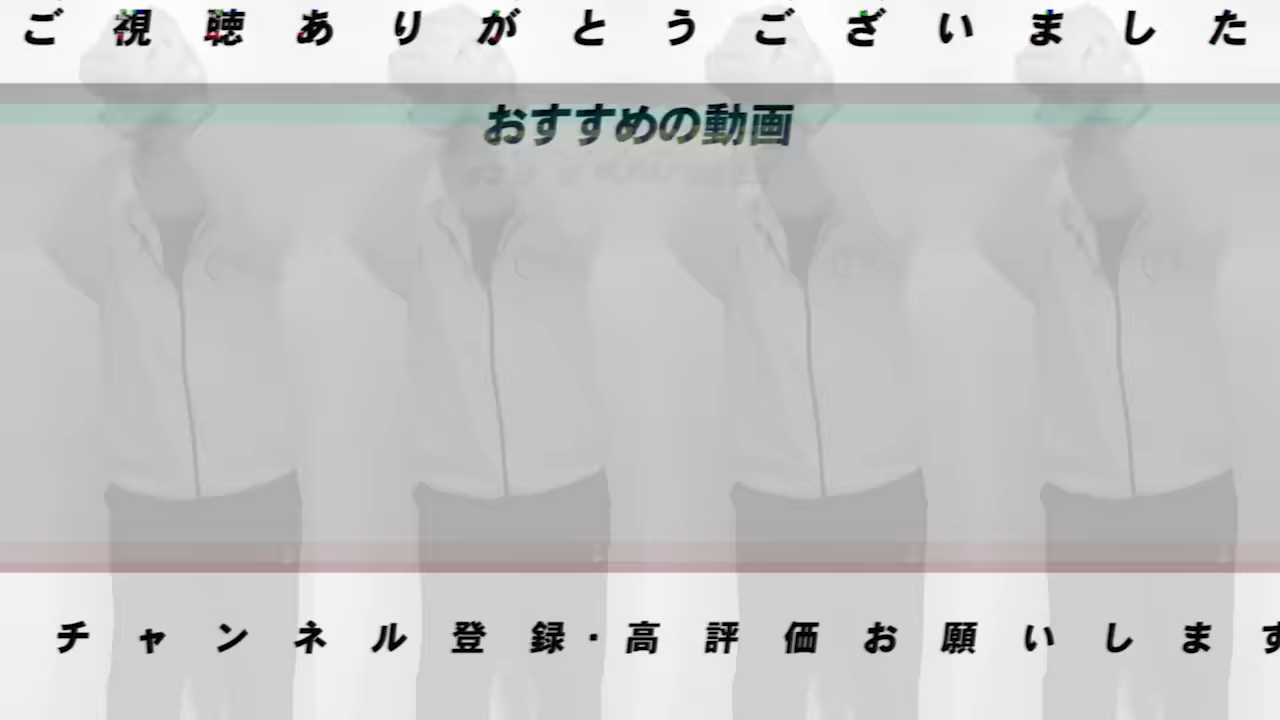 ご視聴ありがとうございました
おすすめの動画
チャンネル登録・高評価お願いします